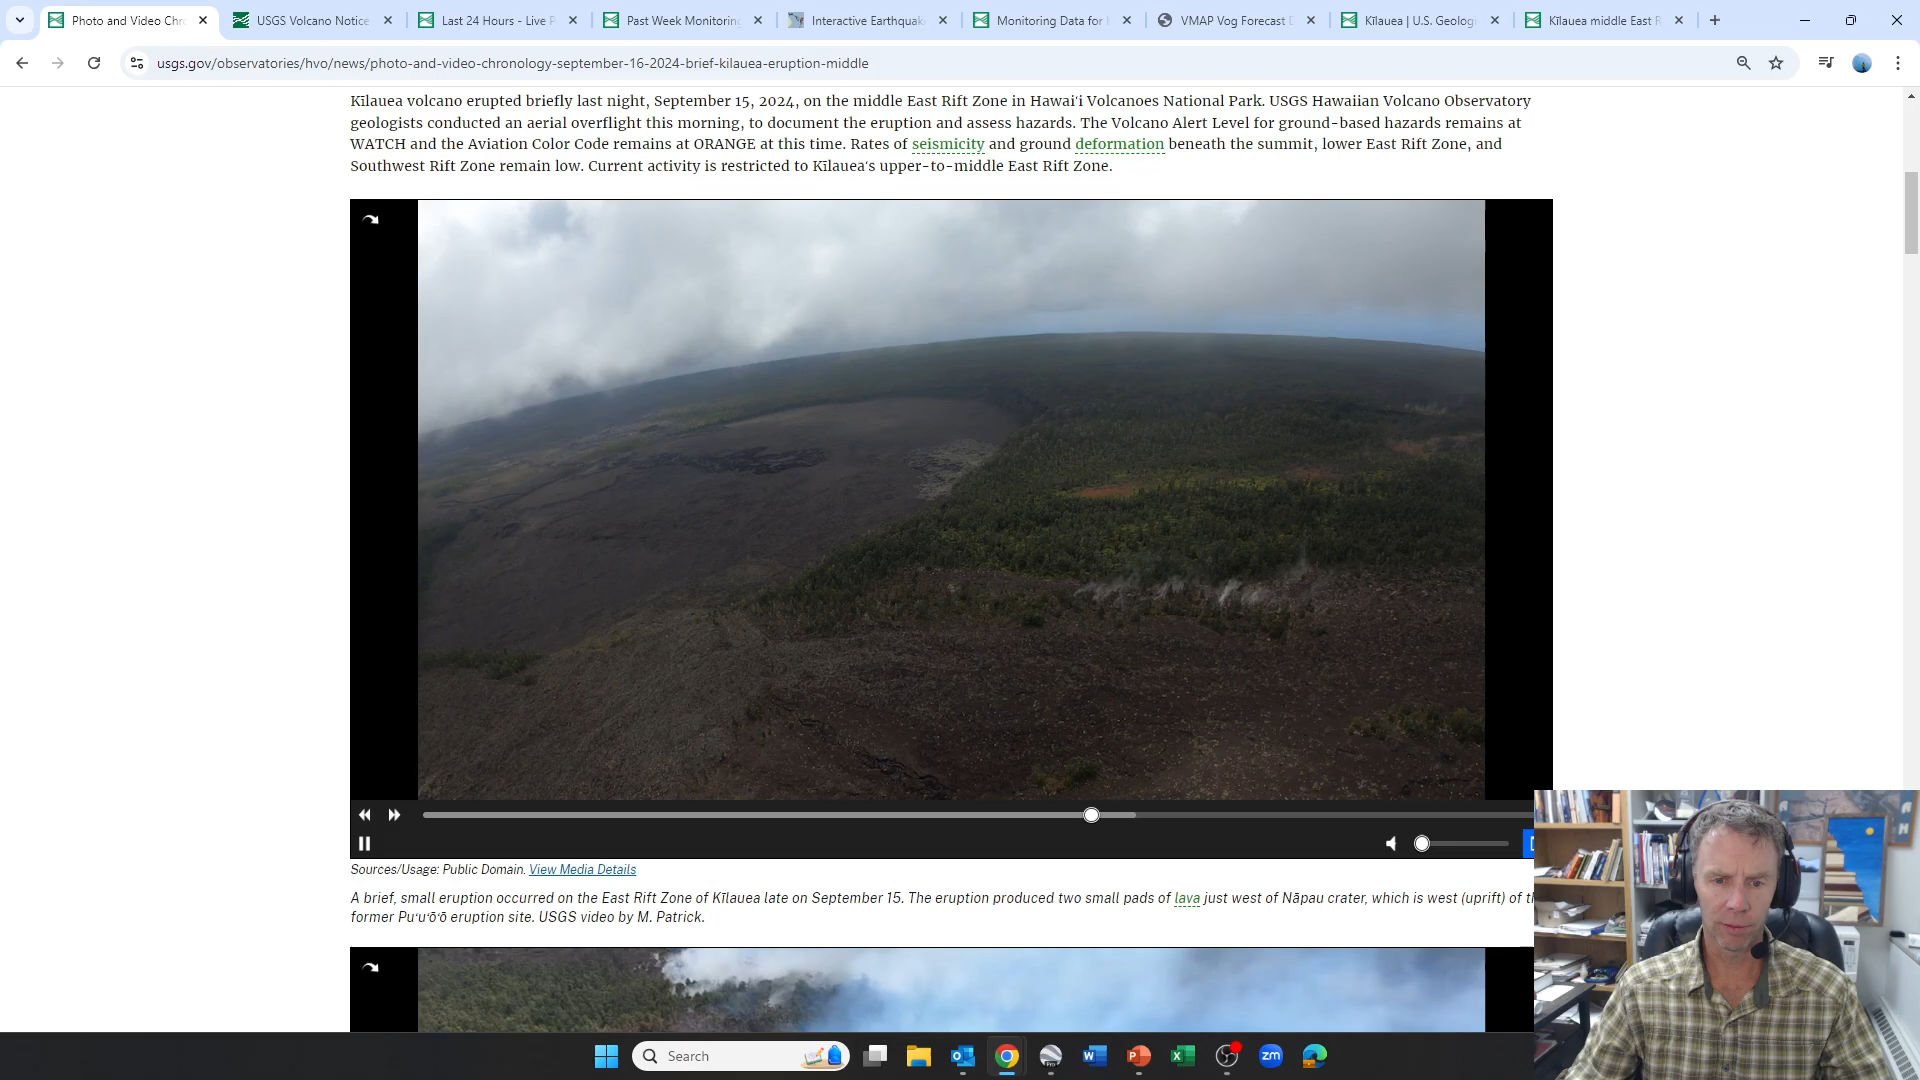 Photo and Video Chr
USGS Volcano Notice
Last 24 Hours - Live P
Past Week Monitorin
Interactive Earthquak
Monitoring Data for
VMAP Vog Forecast D
Kīlauea | U.S. Geologi
Kīlauea middle East R
usgs.gov/observatories/hvo/news/photo-and-video-chronology-september-16-2024-brief-kilauea-eruption-middle
Kīlauea volcano erupted briefly last night, September 15, 2024, on the middle East Rift Zone in Hawai'i Volcanoes National Park. USGS Hawaiian Volcano Observatory
geologists conducted an aerial overflight this morning, to document the eruption and assess hazards. The Volcano Alert Level for ground-based hazards remains at
WATCH and the Aviation Color Code remains at ORANGE at this time. Rates of seismicity and ground deformation beneath the summit, lower East Rift Zone, and
Southwest Rift Zone remain low. Current activity is restricted to Kīlauea's upper-to-middle East Rift Zone.
Sources/Usage: Public Domain. View Media Details
A brief, small eruption occurred on the East Rift Zone of Kīlauea late on September 15. The eruption produced two small pads of lava just west of Nāpau crater, which is west (uprift) of t
former Puʻuʻōʻō eruption site. USGS video by M. Patrick.
Search
zm